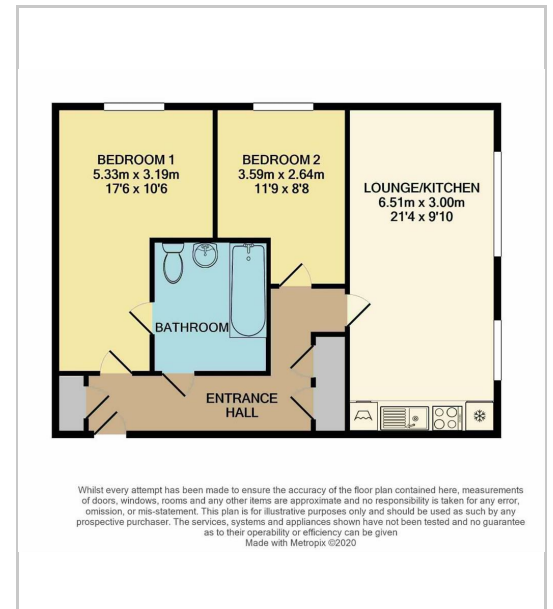 BEDROOM 1
5.33m x 3.19m
17'6 x 10'6
BEDROOM 2
3.59m x 2.64m
11'9 x 8'8
LOUNGE/KITCHEN
6.51m x 3.00m
21'4 x 9'10
BATHROOM
ENTRANCE
HALL
Whilst every attempt has been made to ensure the accuracy of the floor plan contained here, measurements
of doors, windows, rooms and any other items are approximate and no responsibility is taken for any error,
omission, or mis-statement. This plan is for illustrative purposes only and should be used as such by any
prospective purchaser. The services, systems and appliances shown have not been tested and no guarantee
as to their operability or efficiency can be given
Made with Metropix ©2020